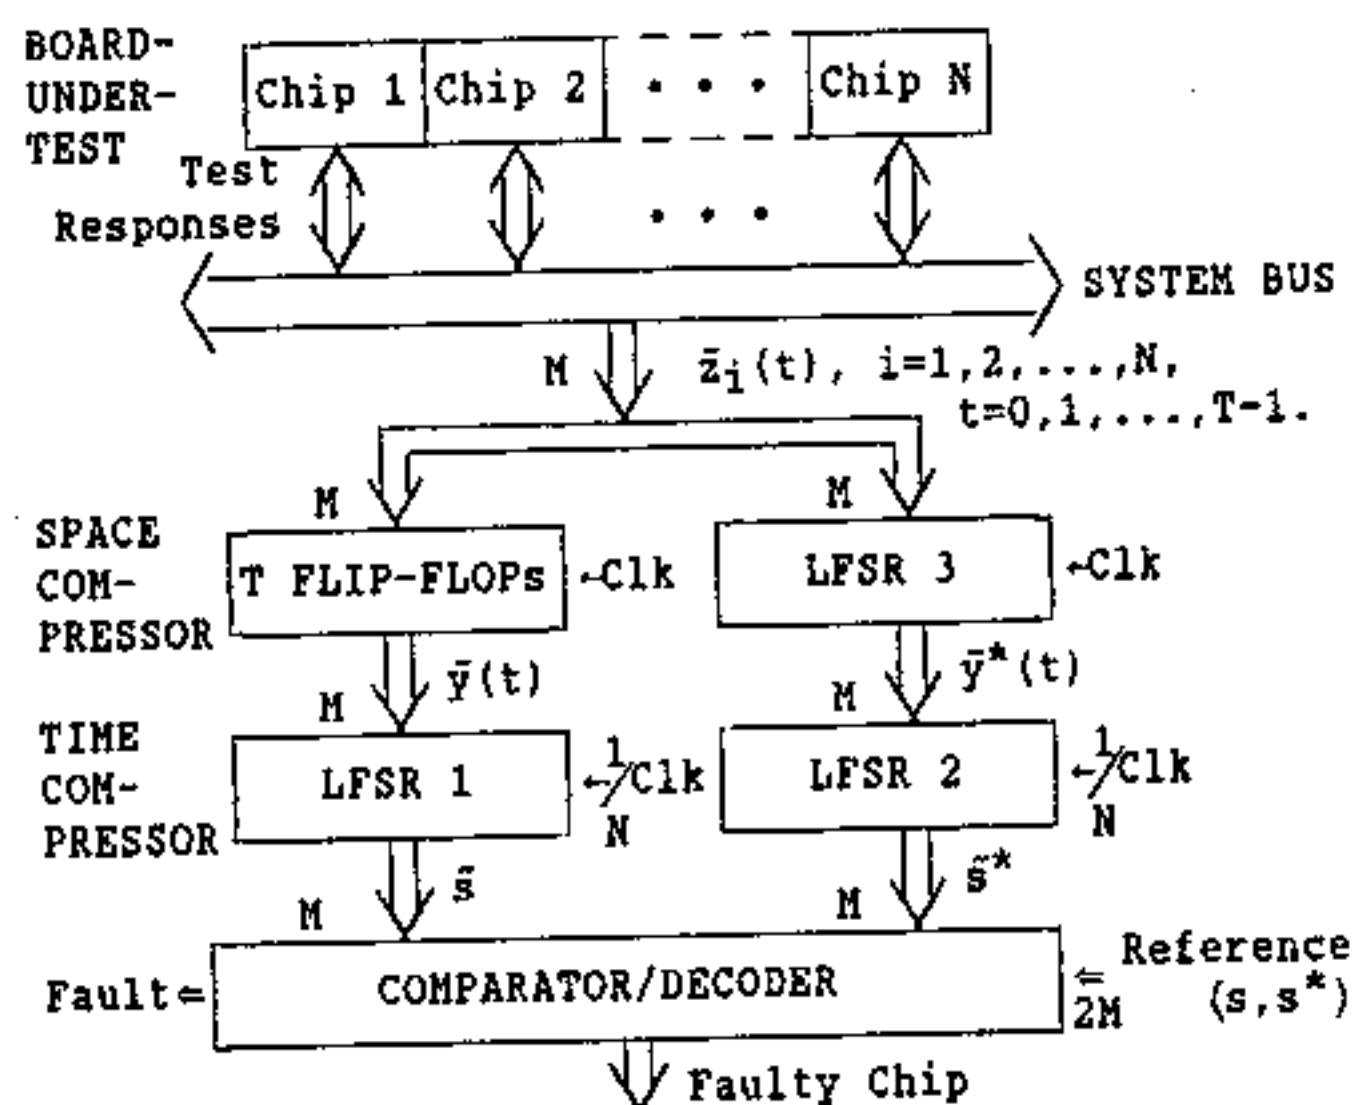 BOARD-
UNDER-
TEST
Chip 1
Chip 2
• • •
Chip N
Test
Responses
• • •
SYSTEM BUS
M
z̄i(t), i=1,2,...,N,
t=0,1,...,T-1.
M
M
SPACE
COM-
PRESSOR
T FLIP-FLOPs
←Clk
LFSR 3
←Clk
ȳ(t)
M
ȳ*(t)
M
TIME
COM-
PRESSOR
LFSR 1
←1/N Clk
LFSR 2
←1/N Clk
s̃
M
s̃*
M
Fault⇐
COMPARATOR/DECODER
⇐
2M
Reference
(s,s*)
Faulty Chip